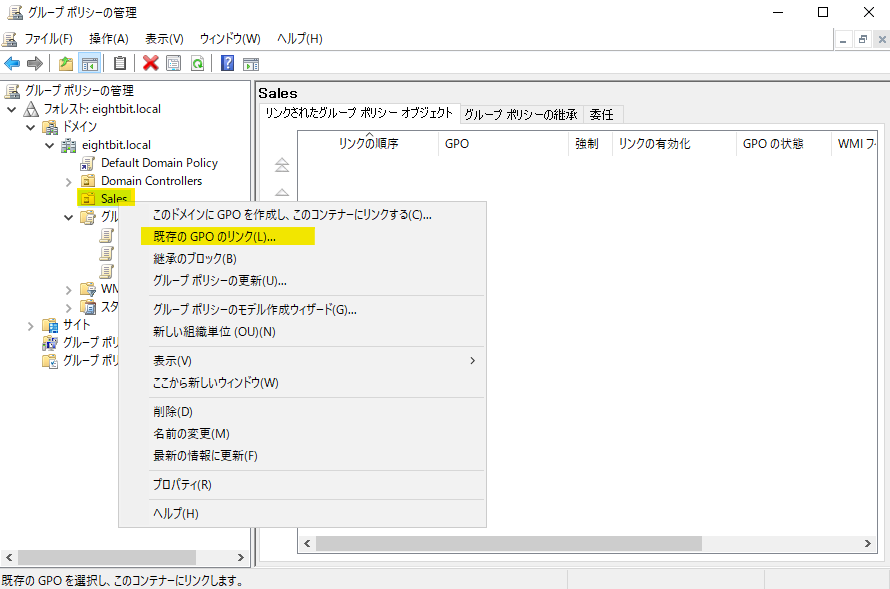 グループ ポリシーの管理
ファイル(F) 操作(A) 表示(V) ウィンドウ(W) ヘルプ(H)
グループ ポリシーの管理
フォレスト: eightbit.local
ドメイン
eightbit.local
Default Domain Policy
Domain Controllers
Sales
グル
WM
スタ
サイト
グループ ポリ
グループ ポリ
Sales
リンクされたグループ ポリシー オブジェクト グループ ポリシーの継承 委任
リンクの順序 GPO 強制 リンクの有効化 GPO の状態 WMI フィ
このドメインに GPO を作成し、このコンテナーにリンクする(C)...
既存の GPO のリンク(L)...
継承のブロック(B)
グループ ポリシーの更新(U)...
グループ ポリシーのモデル作成ウィザード(G)...
新しい組織単位 (OU)(N)
表示(V)
ここから新しいウィンドウ(W)
削除(D)
名前の変更(M)
最新の情報に更新(F)
プロパティ(R)
ヘルプ(H)
既存の GPO を選択し、このコンテナーにリンクします。